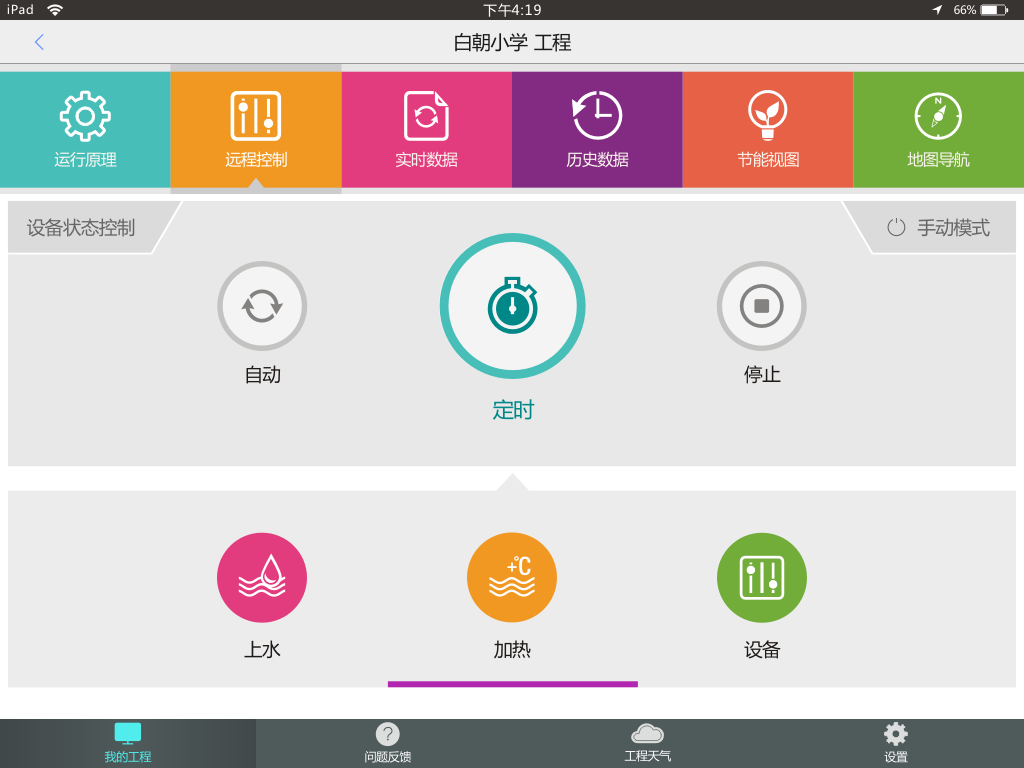 iPad 下午4:19 66%
白朝小学 工程
运行原理 远程控制 实时数据 历史数据 节能视图 N 地图导航
设备状态控制 手动模式
自动 定时 停止
+℃
上水 加热 设备
我的工程 ? 问题反馈 工程天气 设置